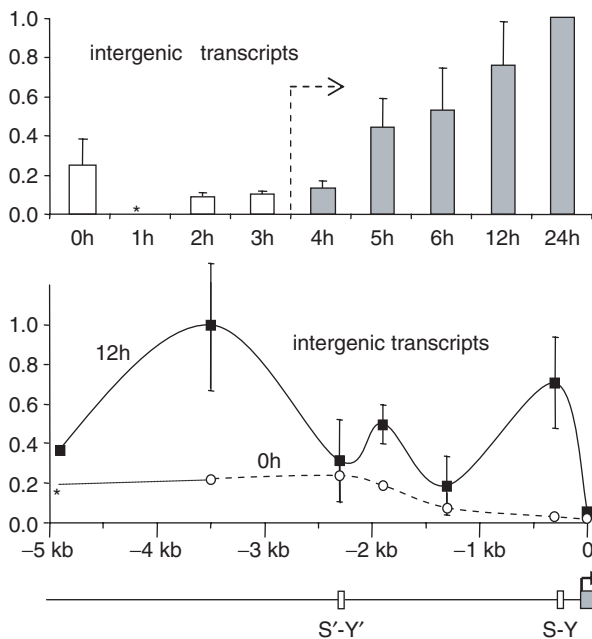 1.0
intergenic transcripts
0.8
0.6
0.4
0.2
*
0.0
0h 1h 2h 3h 4h 5h 6h 12h 24h
1.0
12h
intergenic transcripts
0.8
0.6
0.4
0h
0.2
*
0.0
–5 kb –4 kb –3 kb –2 kb –1 kb 0
S′-Y′ S-Y